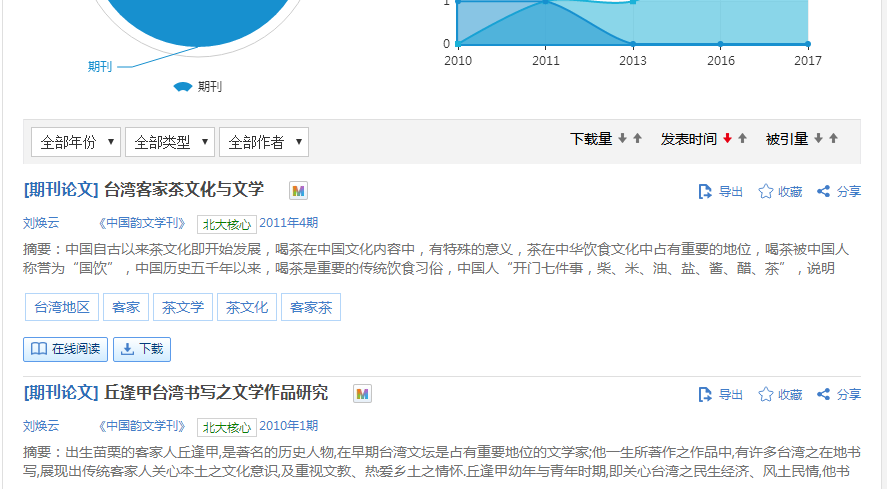 1
0
2010 2011 2013 2016 2017
期刊
期刊
全部年份 全部类型 全部作者 下载量 发表时间 被引量
[期刊论文] 台湾客家茶文化与文学 M 导出 收藏 分享
刘焕云 《中国韵文学刊》 北大核心 2011年4期
摘要：中国自古以来茶文化即开始发展，喝茶在中国文化内容中，有特殊的意义，茶在中华饮食文化中占有重要的地位，喝茶被中国人
称誉为“国饮”，中国历史五千年以来，喝茶是重要的传统饮食习俗，中国人“开门七件事，柴、米、油、盐、酱、醋、茶”，说明
台湾地区 客家 茶文学 茶文化 客家茶
在线阅读 下载
[期刊论文] 丘逢甲台湾书写之文学作品研究 M 导出 收藏 分享
刘焕云 《中国韵文学刊》 北大核心 2010年1期
摘要：出生苗栗的客家人丘逢甲,是著名的历史人物,在早期台湾文坛是占有重要地位的文学家;他一生所著作之作品中,有许多台湾之在地书
写,展现出传统客家人关心本土之文化意识,及重视文教、热爱乡土之情怀.丘逢甲幼年与青年时期,即关心台湾之民生经济、风土民情,他书